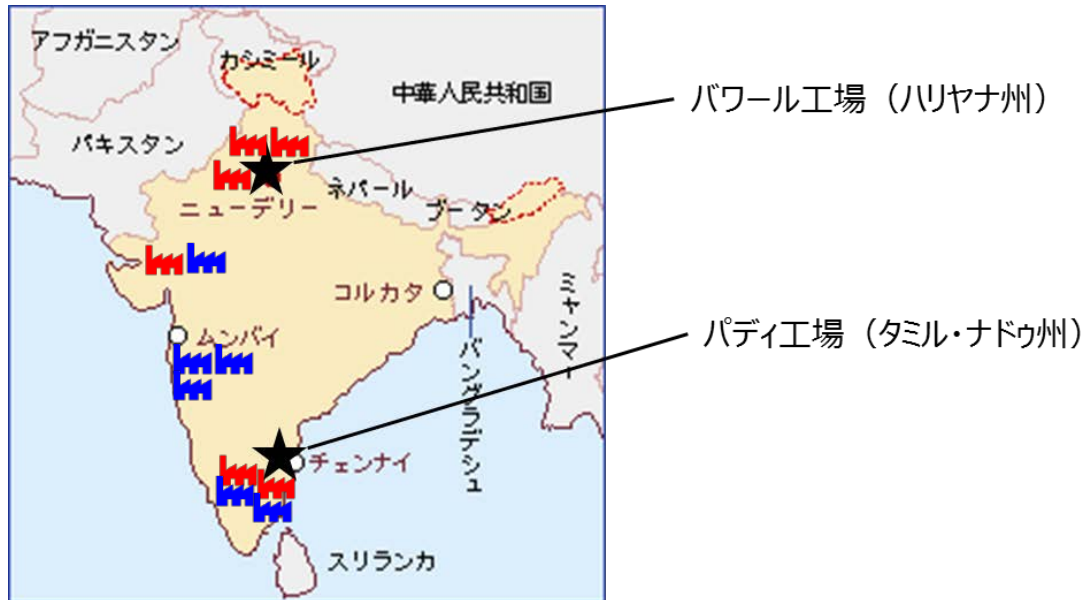 アフガニスタン
カシミール
中華人民共和国
バワール工場（ハリヤナ州）
パキスタン
ネパール
ニューデリー
ブータン
コルカタ
ミャンマー
ムンバイ
バングラデシュ
パディ工場（タミル・ナドゥ州）
チェンナイ
スリランカ